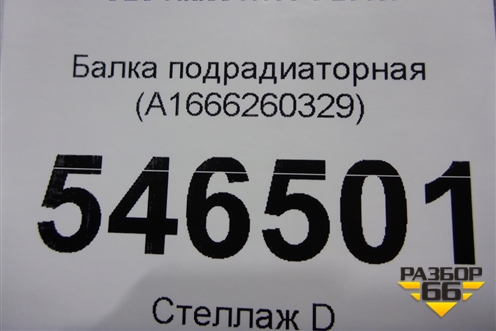 Балка подрадиаторная
(A1666260329)
546501
Стеллаж D
РАЗБОР
66